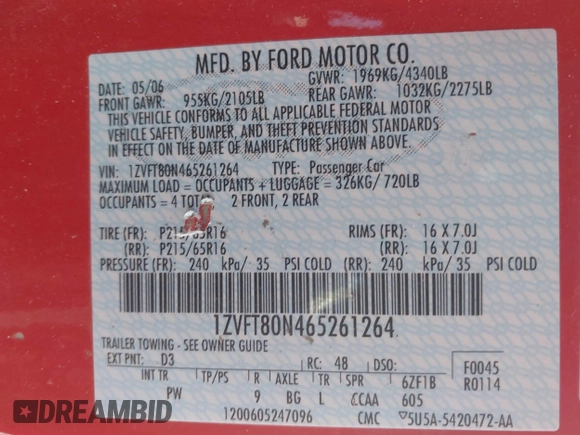 MFD. BY FORD MOTOR CO.
DATE: 05/06 GVWR: 1969KG/4340LB
FRONT GAWR: 955KG/2105LB REAR GAWR: 1032KG/2275LB
THIS VEHICLE CONFORMS TO ALL APPLICABLE FEDERAL MOTOR
VEHICLE SAFETY, BUMPER, AND THEFT PREVENTION STANDARDS
IN EFFECT ON THE DATE OF MANUFACTURE SHOWN ABOVE.
VIN: 1ZVFT80N465261264 TYPE: Passenger Car
MAXIMUM LOAD = OCCUPANTS + LUGGAGE = 326KG/ 720LB
OCCUPANTS = 4 TOTAL 2 FRONT, 2 REAR
TIRE (FR): P215/65R16 RIMS (FR): 16 X 7.0J
(RR): P215/65R16 (RR): 16 X 7.0J
PRESSURE (FR): 240 kPa/ 35 PSI COLD (RR): 240 kPa/ 35 PSI COLD
1ZVFT80N465261264
TRAILER TOWING - SEE OWNER GUIDE
EXT PNT: D3 RC: 48 DSO: F0045
INT TR TP/PS R AXLE TR SPR 6ZF1B R0114
PW 9 BG L CCAA 605
1200605247096 CMC 5U5A-5420472-AA
DREAMBID